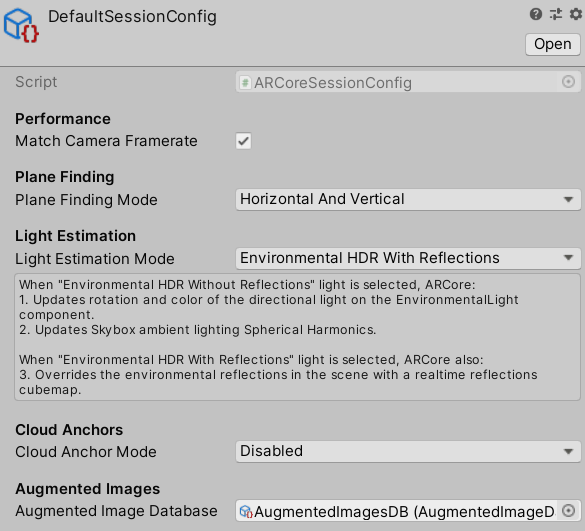 DefaultSessionConfig
Open
Script
ARCoreSessionConfig
Performance
Match Camera Framerate
Plane Finding
Plane Finding Mode
Horizontal And Vertical
Light Estimation
Light Estimation Mode
Environmental HDR With Reflections
When "Environmental HDR Without Reflections" light is selected, ARCore:
1. Updates rotation and color of the directional light on the EnvironmentalLight
component.
2. Updates Skybox ambient lighting Spherical Harmonics.
When "Environmental HDR With Reflections" light is selected, ARCore also:
3. Overrides the environmental reflections in the scene with a realtime reflections
cubemap.
Cloud Anchors
Cloud Anchor Mode
Disabled
Augmented Images
Augmented Image Database
AugmentedImagesDB (AugmentedImageD